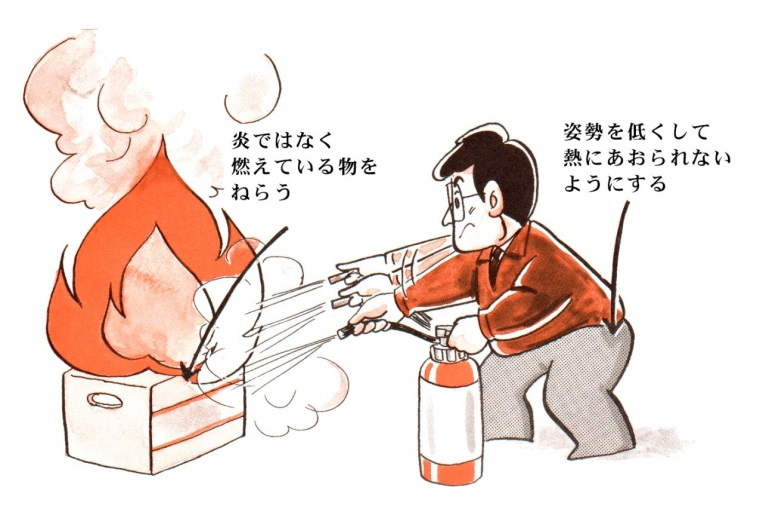 炎ではなく
燃えている物を
ねらう
姿勢を低くして
熱にあおられない
ようにする